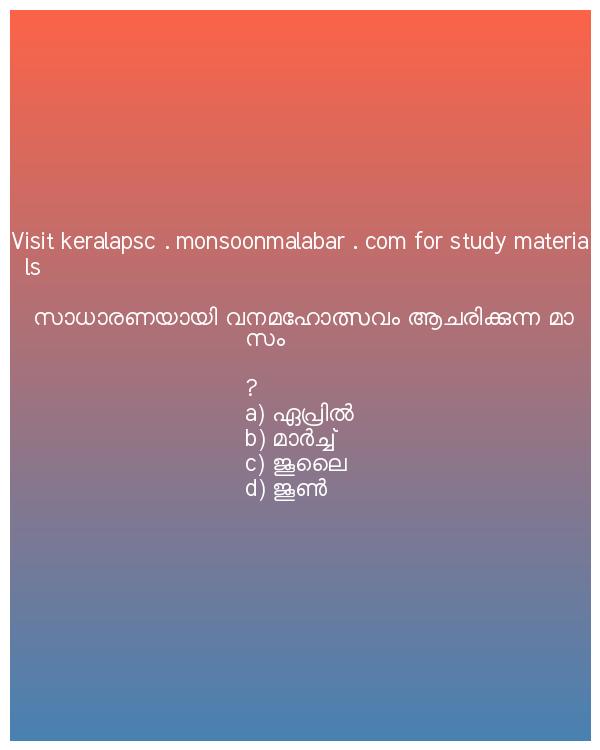 Visit keralapsc . monsoonmalabar . com for study materia
ls
സാധാരണയായി വനമഹോത്സവം ആചരിക്കുന്ന മാ
സം
?
a) ഏപ്രിൽ
b) മാർച്ച്
c) ജൂലൈ
d) ജൂൺ